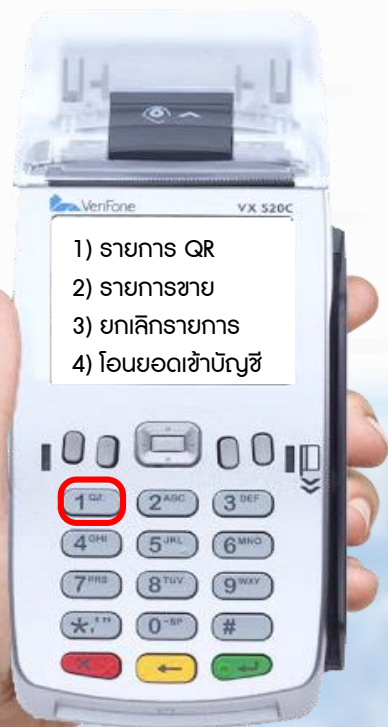 VeriFone VX 520C
1) รายการ QR
2) รายการขาย
3) ยกเลิกรายการ
4) โอนยอดเข้าบัญชี
1 QZ. 2 ABC 3 DEF
4 GHI 5 JKL 6 MNO
7 PRS 8 TUV 9 WXY
*,'" 0 -SP #